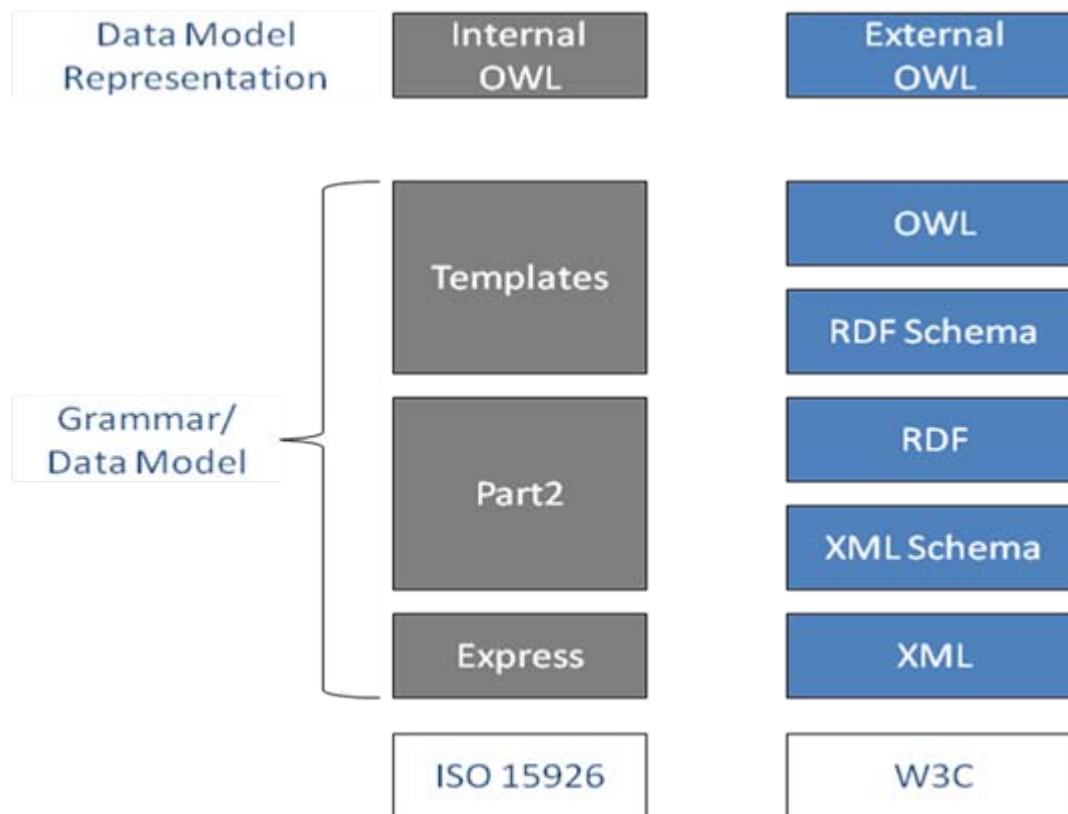 Data Model
Representation
Internal
OWL
External
OWL
Templates
OWL
RDF Schema
Grammar/
Data Model
Part2
RDF
XML Schema
Express
XML
ISO 15926
W3C